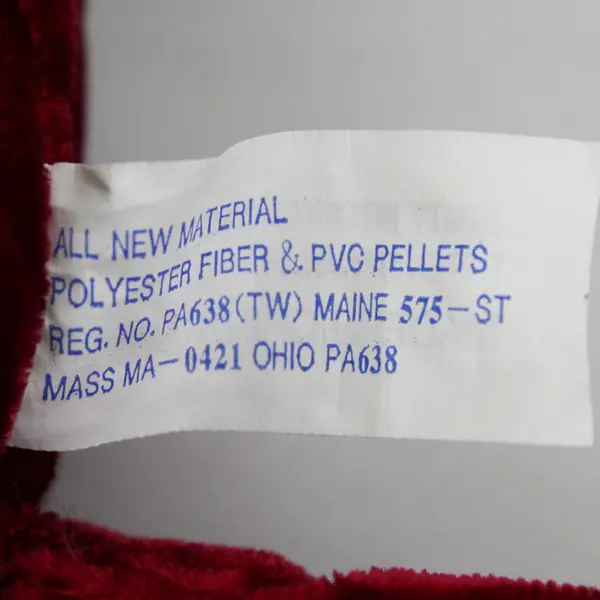 ALL NEW MATERIAL
POLYESTER FIBER & PVC PELLETS
REG. NO. PA638(TW) MAINE 575-ST
MASS MA-0421 OHIO PA638